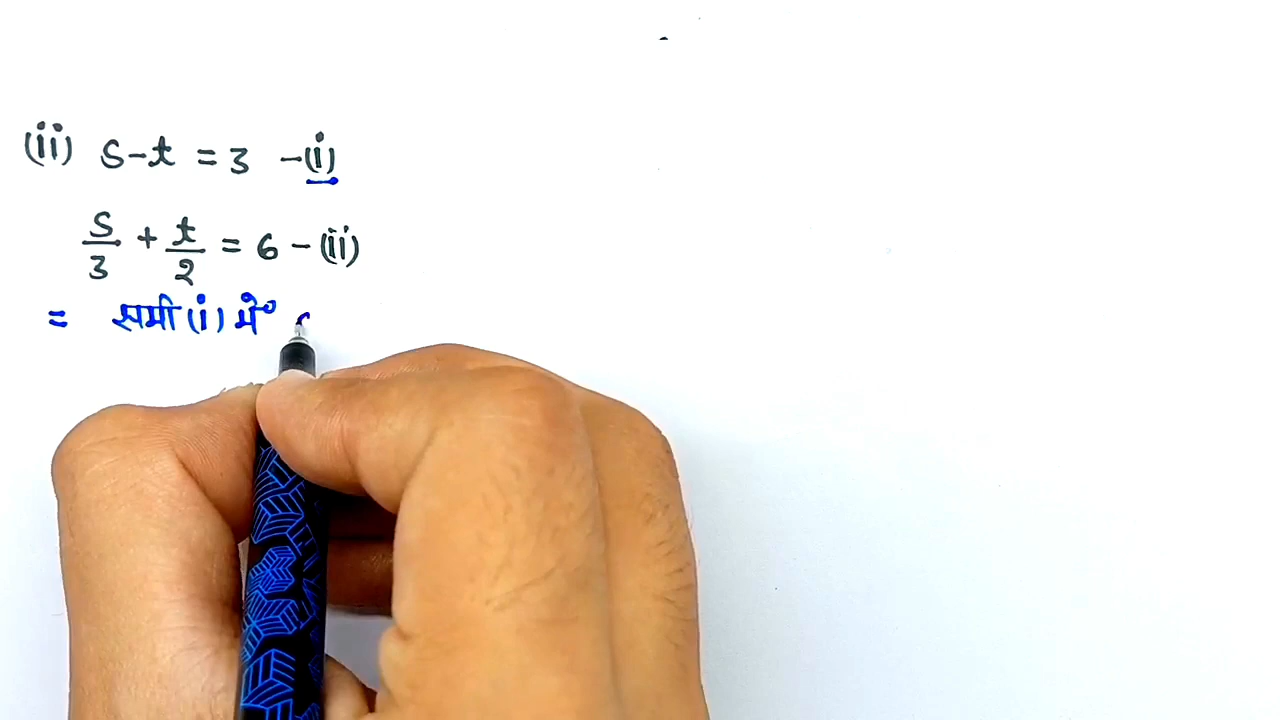 (ii) s-t = 3 -(i)
s/3 + t/2 = 6 - (ii)
= समी (i) में